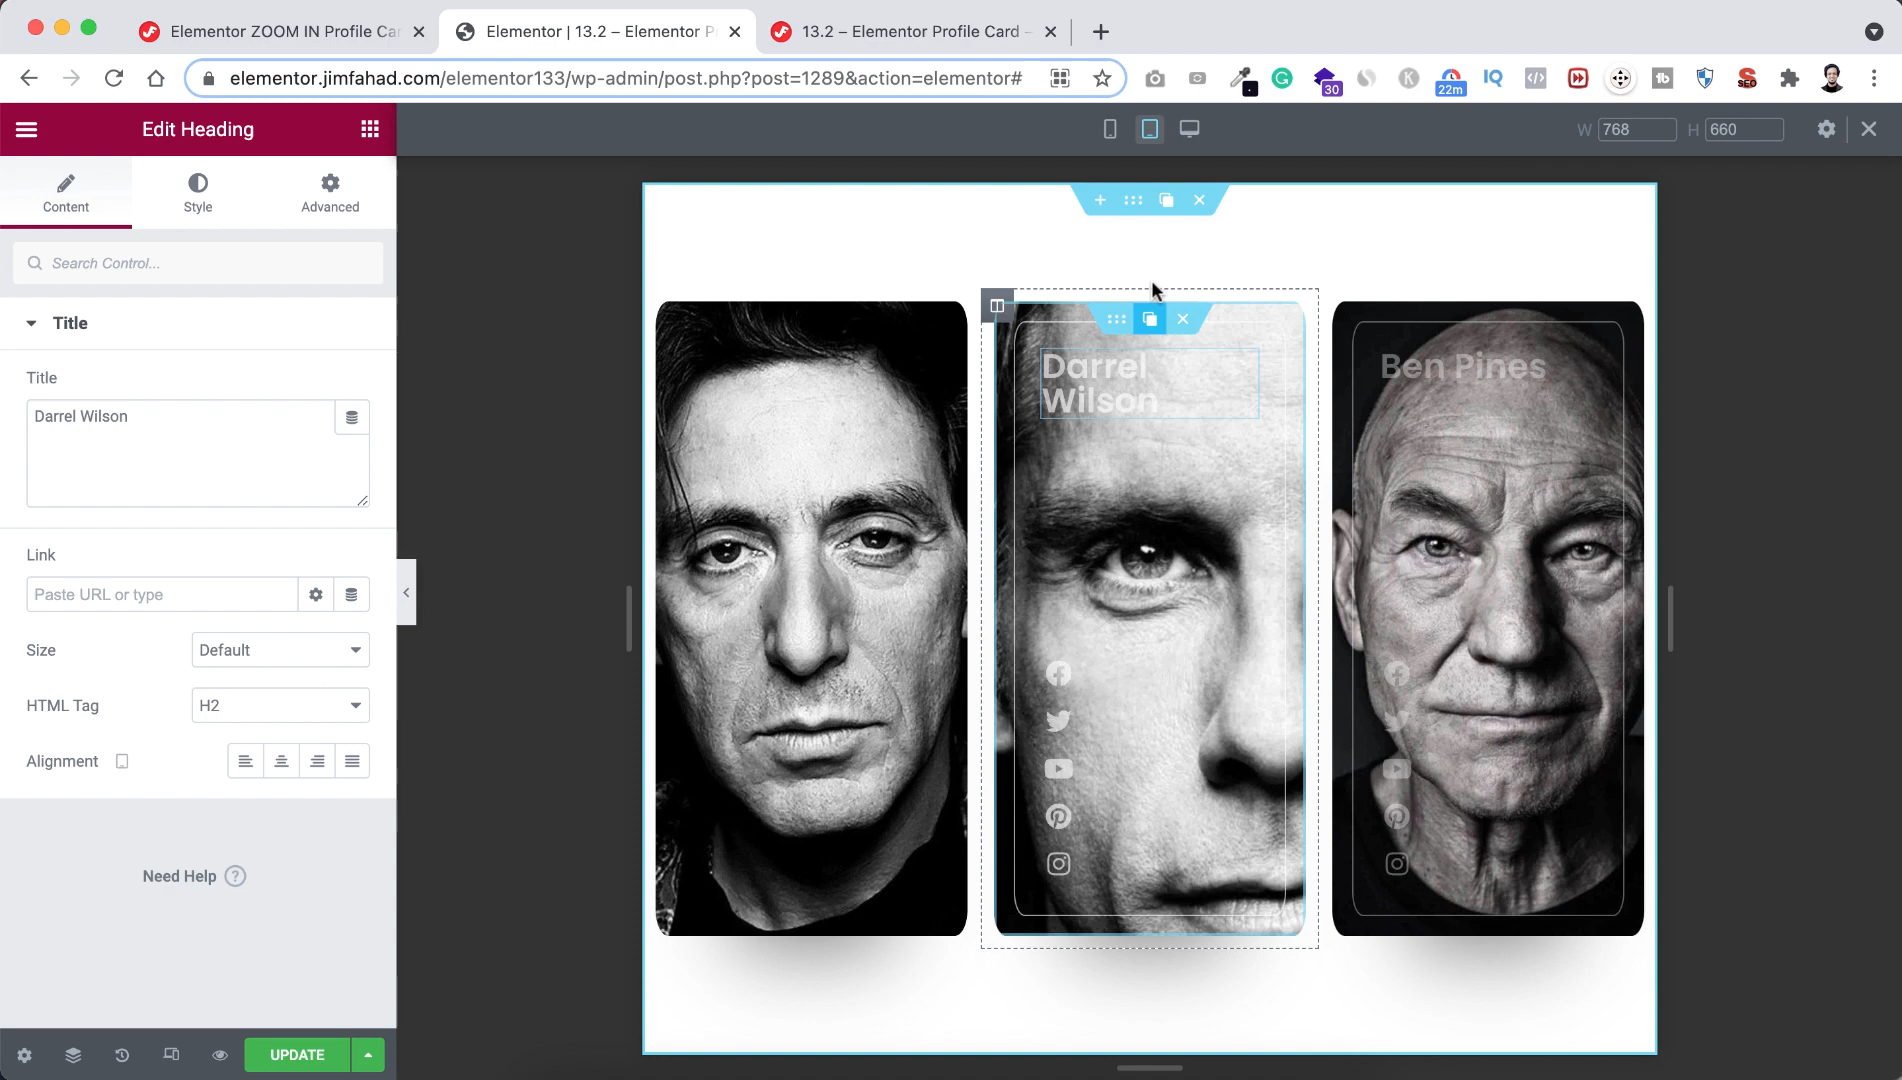 Elementor ZOOM IN Profile Car
Elementor | 13.2 – Elementor P
13.2 – Elementor Profile Card –
elementor.jimfahad.com/elementor133/wp-admin/post.php?post=1289&action=elementor#
30
22m
IQ
K
tb
SEO
Edit Heading
W 768 H 660
Content
Style
Advanced
Search Control...
Title
Title
Darrel Wilson
Link
Paste URL or type
Size
Default
HTML Tag
H2
Alignment
Need Help ?
UPDATE
Darrel
Wilson
Ben Pines